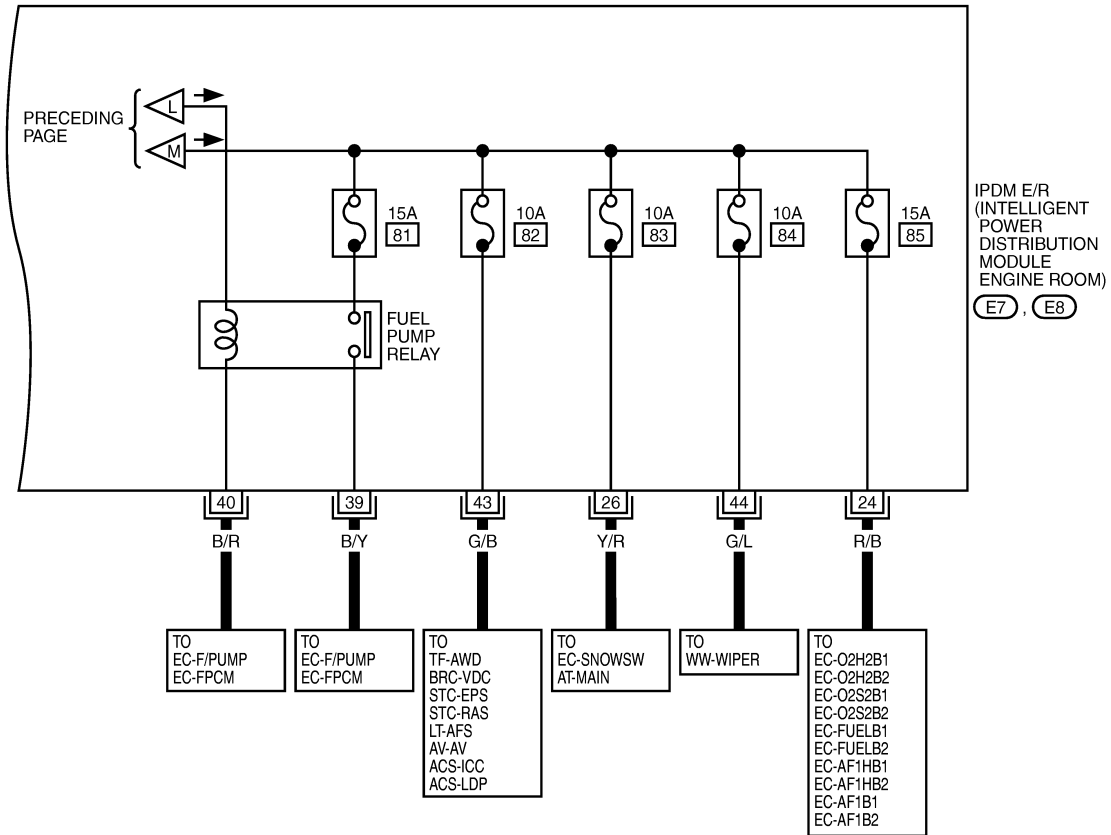 PRECEDING
PAGE
L
M
15A
81
10A
82
10A
83
10A
84
15A
85
IPDM E/R
(INTELLIGENT
POWER
DISTRIBUTION
MODULE
ENGINE ROOM)
E7 , E8
FUEL
PUMP
RELAY
40
39
43
26
44
24
B/R
B/Y
G/B
Y/R
G/L
R/B
TO
EC-F/PUMP
EC-FPCM
TO
EC-F/PUMP
EC-FPCM
TO
TF-AWD
BRC-VDC
STC-EPS
STC-RAS
LT-AFS
AV-AV
ACS-ICC
ACS-LDP
TO
EC-SNOWSW
AT-MAIN
TO
WW-WIPER
TO
EC-O2H2B1
EC-O2H2B2
EC-O2S2B1
EC-O2S2B2
EC-FUELB1
EC-FUELB2
EC-AF1HB1
EC-AF1HB2
EC-AF1B1
EC-AF1B2